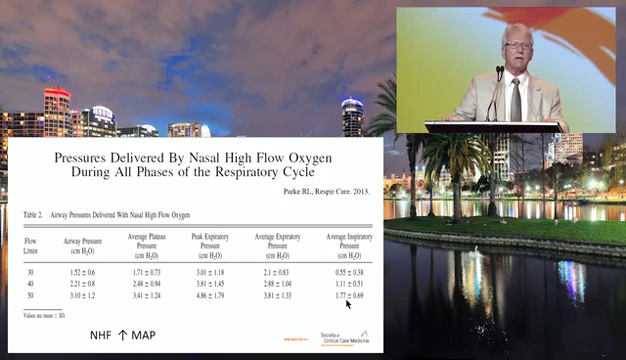 Pressures Delivered By Nasal High Flow Oxygen
During All Phases of the Respiratory Cycle
Parke RL, Respir Care. 2013.
Table 2. Airway Pressures Delivered With Nasal High Flow Oxygen
Flow L/min Airway Pressure (cm H2O) Average Plateau Pressure (cm H2O) Peak Expiratory Pressure (cm H2O) Average Expiratory Pressure (cm H2O) Average Inspiratory Pressure (cm H2O)
30 1.52 ± 0.6 1.71 ± 0.73 3.01 ± 1.18 2.1 ± 0.83 0.55 ± 0.38
40 2.21 ± 0.8 2.48 ± 0.94 3.81 ± 1.45 2.88 ± 1.04 1.11 ± 0.51
50 3.10 ± 1.2 3.41 ± 1.24 4.86 ± 1.79 3.81 ± 1.33 1.77 ± 0.69
Values are mean ± SD
NHF ↑ MAP
Society of
Critical Care Medicine